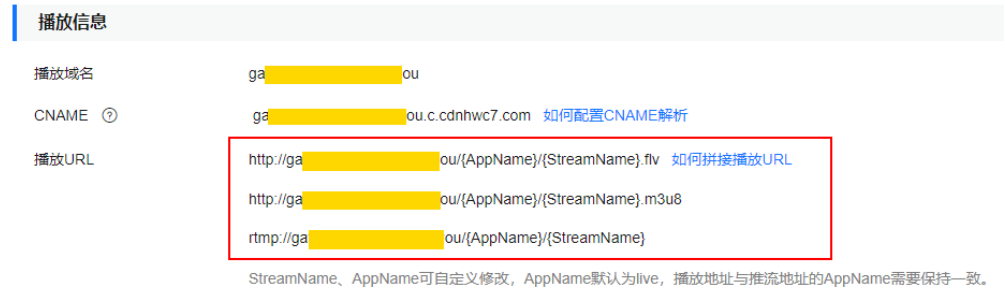 播放信息
播放域名 ga ou
CNAME ga ou.c.cdnhwc7.com 如何配置CNAME解析
播放URL http://ga ou/{AppName}/{StreamName}.flv 如何拼接播放URL
http://ga ou/{AppName}/{StreamName}.m3u8
rtmp://ga ou/{AppName}/{StreamName}
StreamName、AppName可自定义修改，AppName默认为live，播放地址与推流地址的AppName需要保持一致。